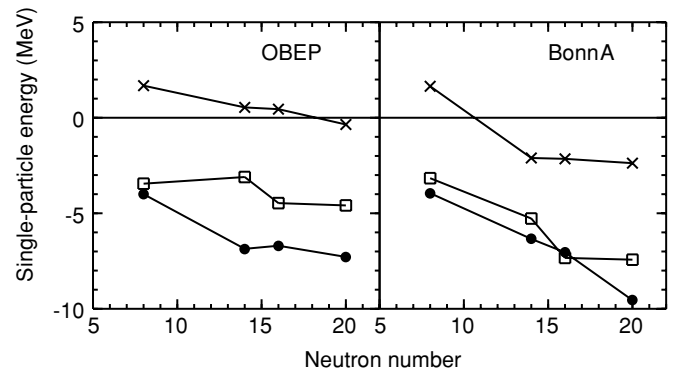 Single-particle energy (MeV)
5
0
-5
-10
OBEP
BonnA
5 10 15 20 5 10 15 20
Neutron number